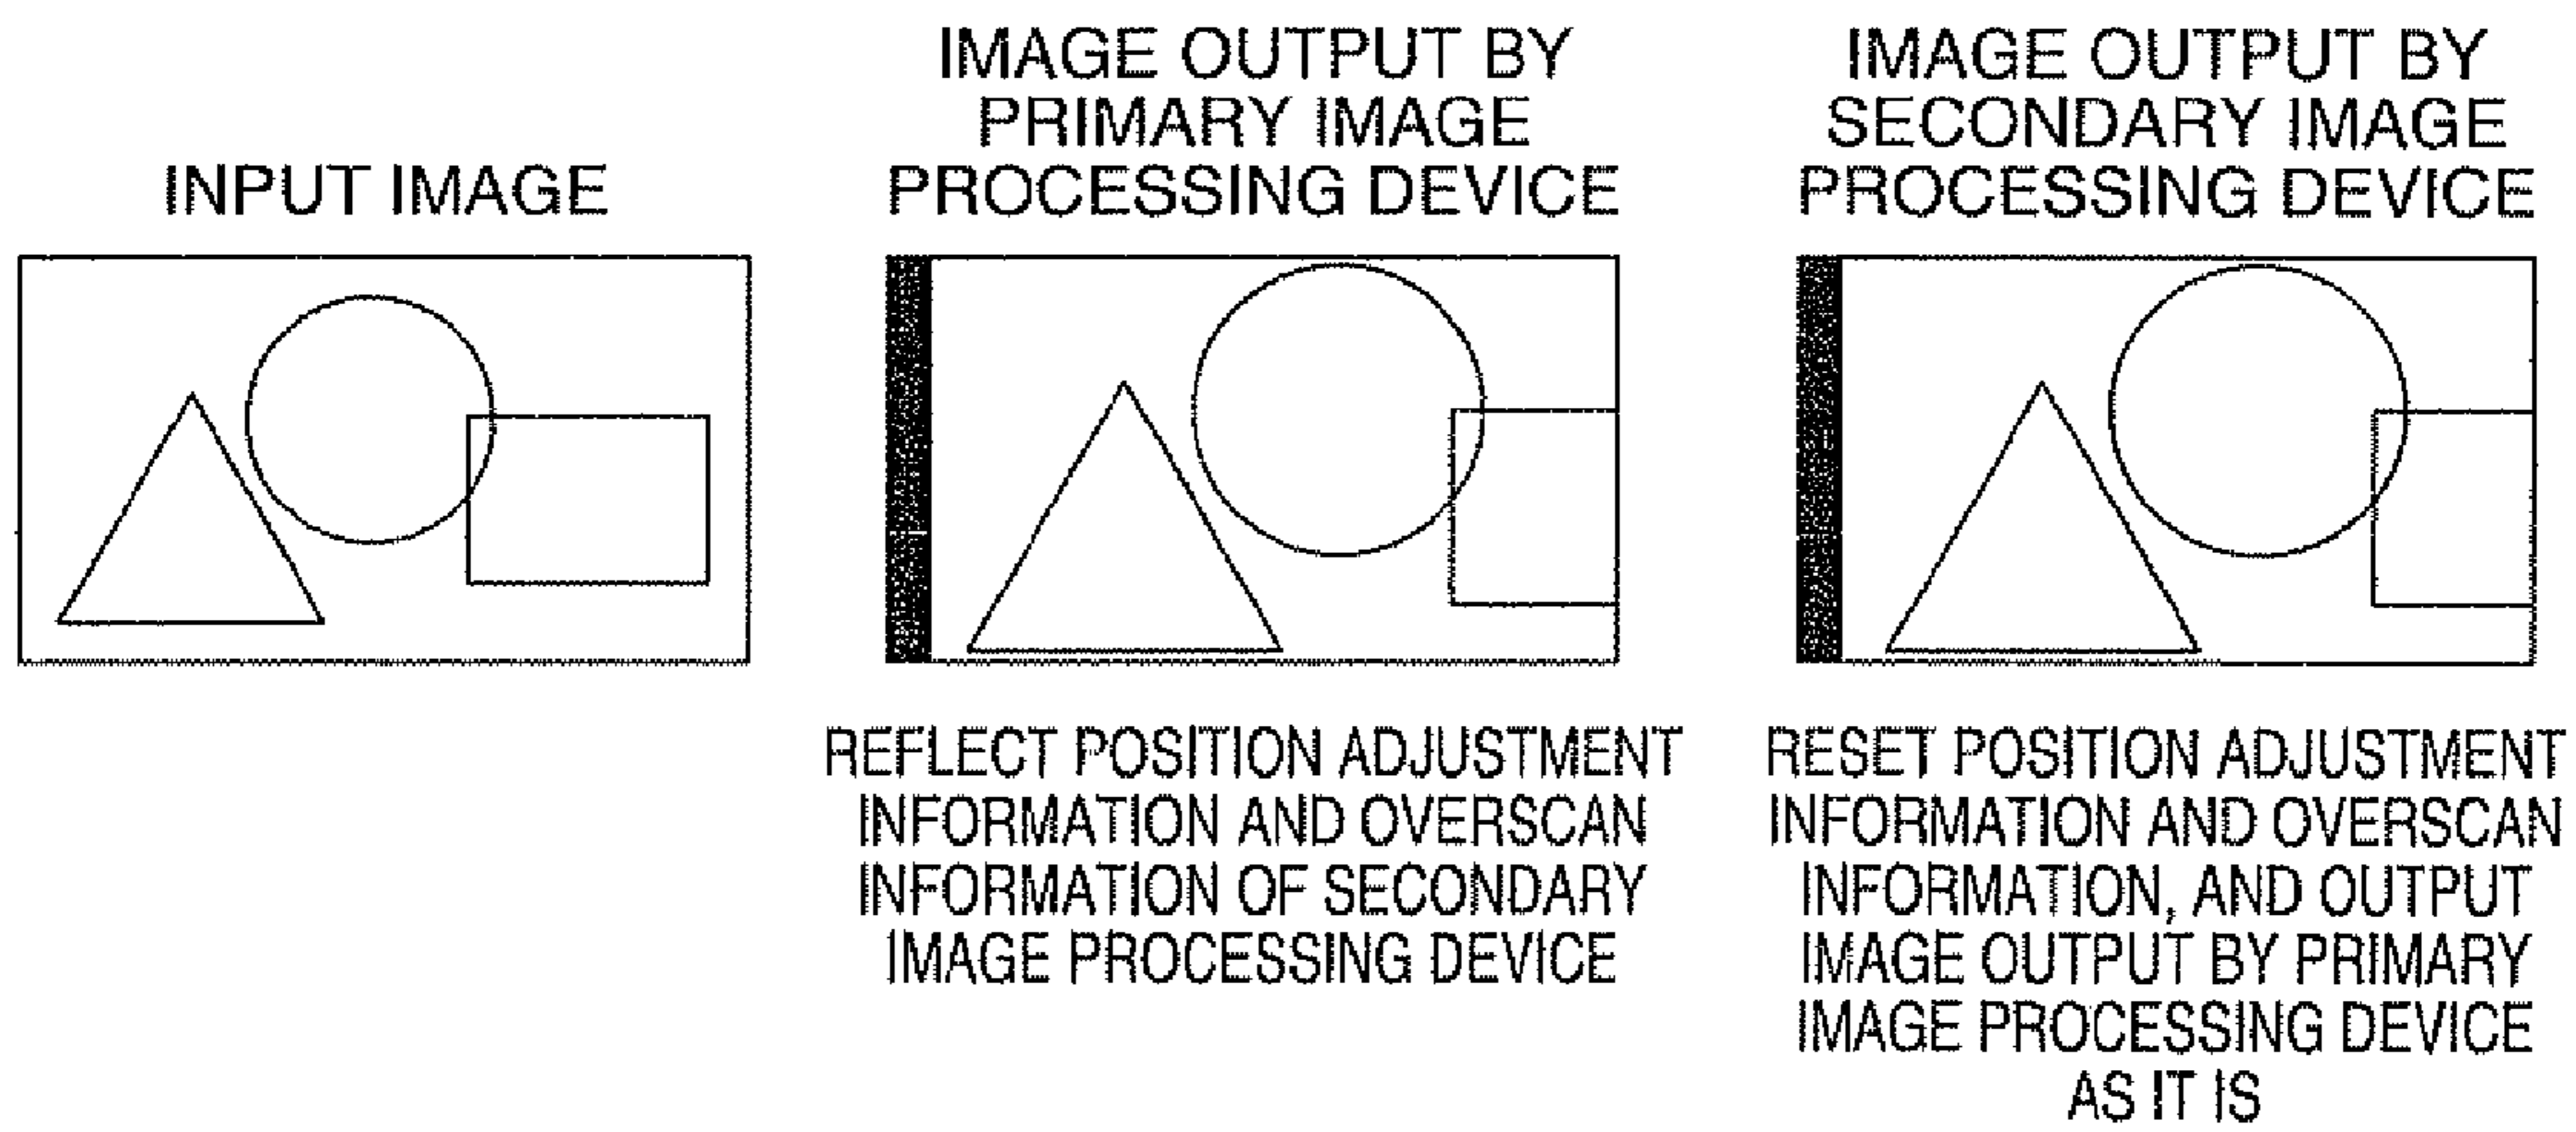 INPUT IMAGE
IMAGE OUTPUT BY
PRIMARY IMAGE
PROCESSING DEVICE
IMAGE OUTPUT BY
SECONDARY IMAGE
PROCESSING DEVICE
REFLECT POSITION ADJUSTMENT
INFORMATION AND OVERSCAN
INFORMATION OF SECONDARY
IMAGE PROCESSING DEVICE
RESET POSITION ADJUSTMENT
INFORMATION AND OVERSCAN
INFORMATION, AND OUTPUT
IMAGE OUTPUT BY PRIMARY
IMAGE PROCESSING DEVICE
AS IT IS